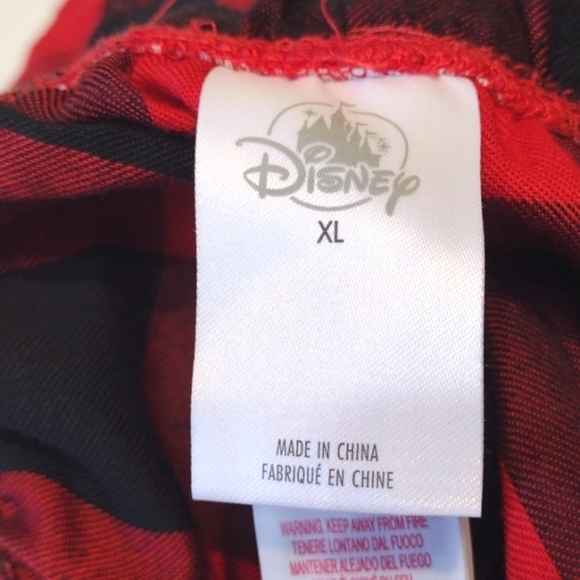 Disney
XL
MADE IN CHINA
FABRIQUÉ EN CHINE
WARNING. KEEP AWAY FROM FIRE
TENERE LONTANO DAL FUOCO
MANTENER ALEJADO DEL FUEGO